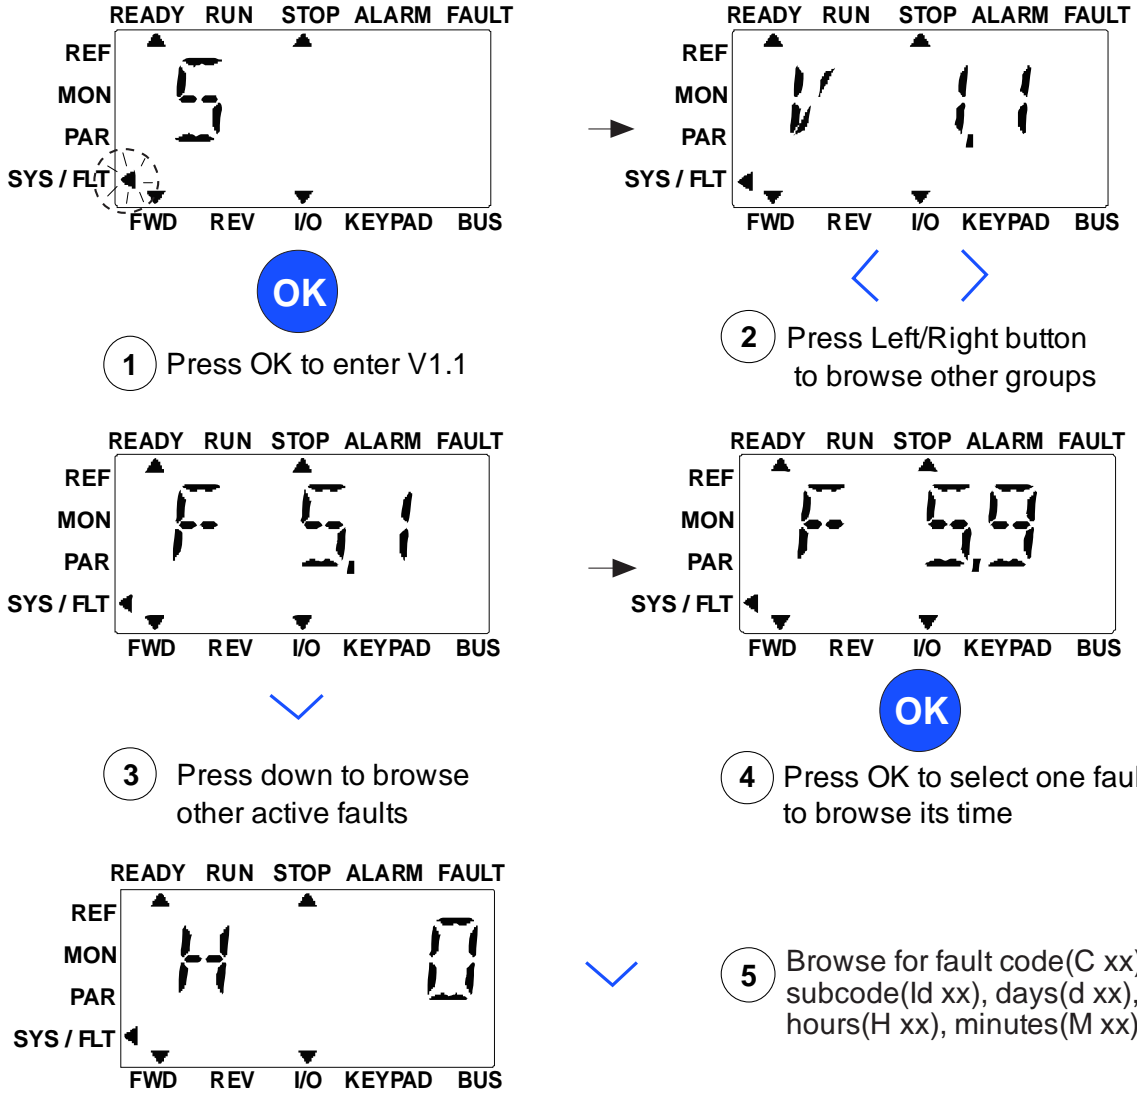 READY RUN STOP ALARM FAULT
REF
MON
PAR
SYS / FLT
S
FWD REV I/O KEYPAD BUS
OK
1 Press OK to enter V1.1
READY RUN STOP ALARM FAULT
REF
MON
PAR
SYS / FLT
V 1.1
FWD REV I/O KEYPAD BUS
2 Press Left/Right button
to browse other groups
READY RUN STOP ALARM FAULT
REF
MON
PAR
SYS / FLT
F 5.1
FWD REV I/O KEYPAD BUS
3 Press down to browse
other active faults
READY RUN STOP ALARM FAULT
REF
MON
PAR
SYS / FLT
F 5.9
FWD REV I/O KEYPAD BUS
OK
4 Press OK to select one faul
to browse its time
READY RUN STOP ALARM FAULT
REF
MON
PAR
SYS / FLT
H 0
FWD REV I/O KEYPAD BUS
5 Browse for fault code(C xx)
subcode(Id xx), days(d xx),
hours(H xx), minutes(M xx)